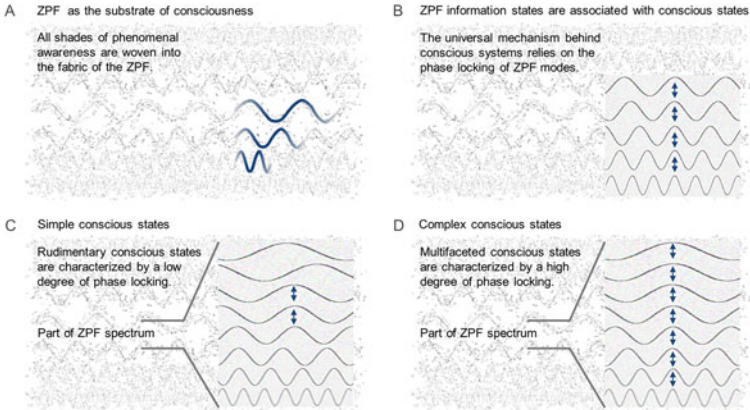 A ZPF as the substrate of consciousness
All shades of phenomenal
awareness are woven into
the fabric of the ZPF.
B ZPF information states are associated with conscious states
The universal mechanism behind
conscious systems relies on the
phase locking of ZPF modes.
C Simple conscious states
Rudimentary conscious states
are characterized by a low
degree of phase locking.
Part of ZPF spectrum
D Complex conscious states
Multifaceted conscious states
are characterized by a high
degree of phase locking.
Part of ZPF spectrum